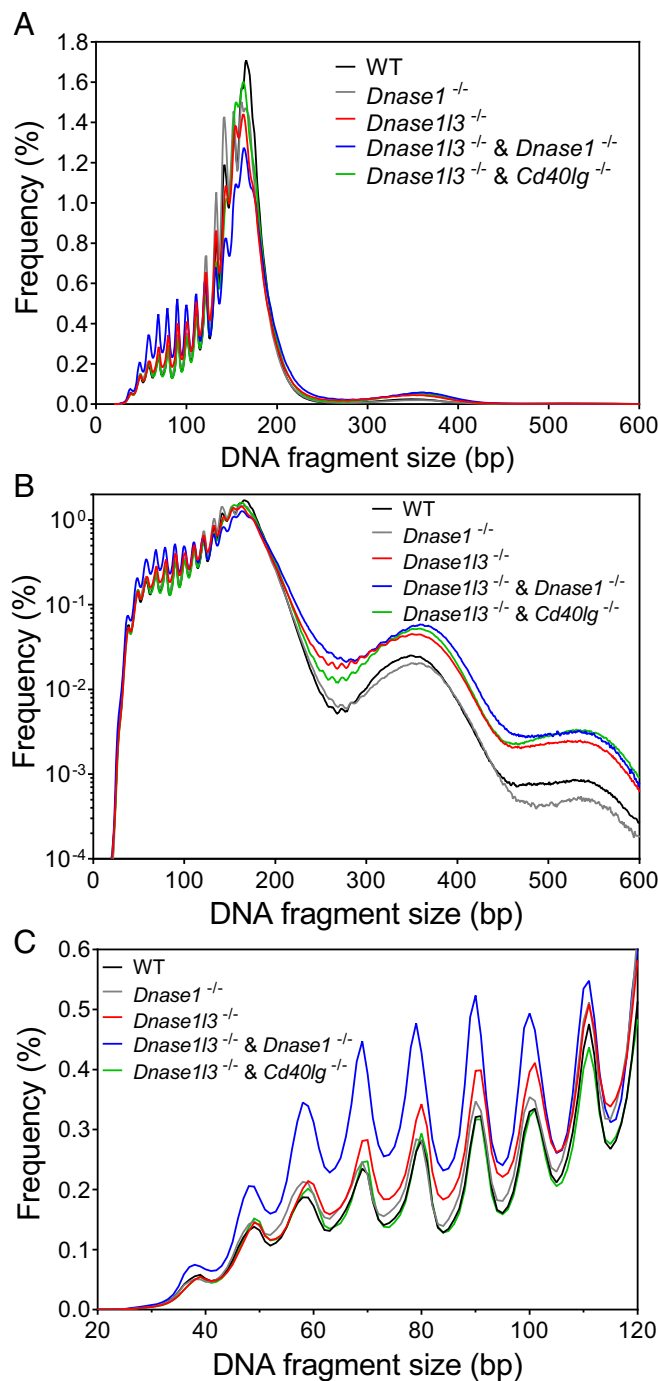 A
1.8
1.6
1.4
1.2
1.0
0.8
0.6
0.4
0.2
0.0
Frequency (%)
WT
Dnase1 -/-
Dnase1l3 -/-
Dnase1l3 -/- & Dnase1 -/-
Dnase1l3 -/- & Cd40lg -/-
0 100 200 300 400 500 600
DNA fragment size (bp)
B
10^0
10^-1
10^-2
10^-3
10^-4
Frequency (%)
WT
Dnase1 -/-
Dnase1l3 -/-
Dnase1l3 -/- & Dnase1 -/-
Dnase1l3 -/- & Cd40lg -/-
0 100 200 300 400 500 600
DNA fragment size (bp)
C
0.6
0.5
0.4
0.3
0.2
0.1
0.0
Frequency (%)
WT
Dnase1 -/-
Dnase1l3 -/-
Dnase1l3 -/- & Dnase1 -/-
Dnase1l3 -/- & Cd40lg -/-
20 40 60 80 100 120
DNA fragment size (bp)